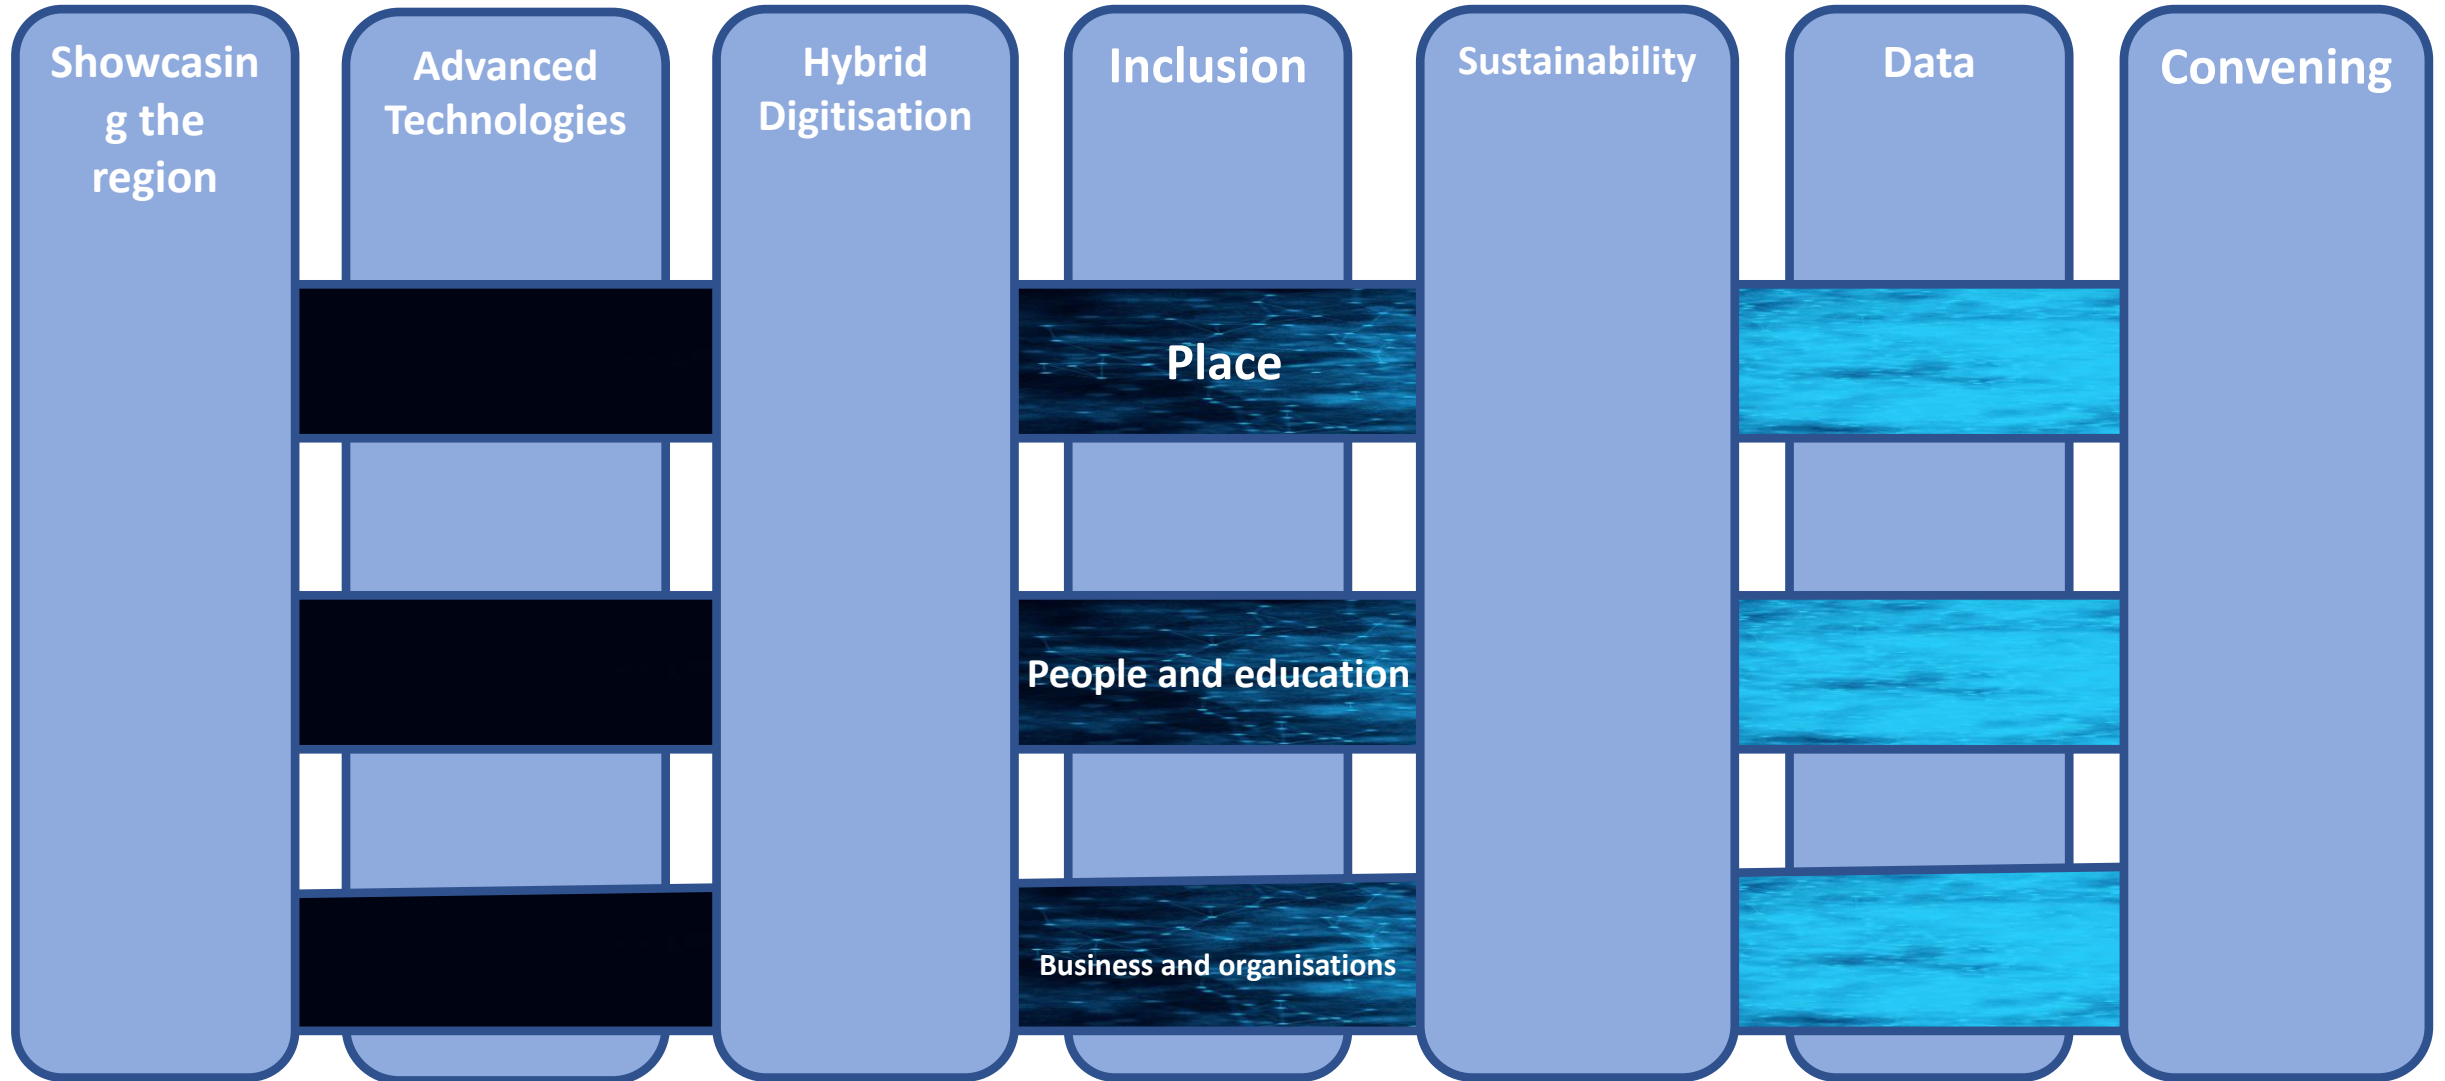 Showcasin
g the
region
Advanced
Technologies
Hybrid
Digitisation
Inclusion
Sustainability
Data
Convening
Place
People and education
Business and organisations